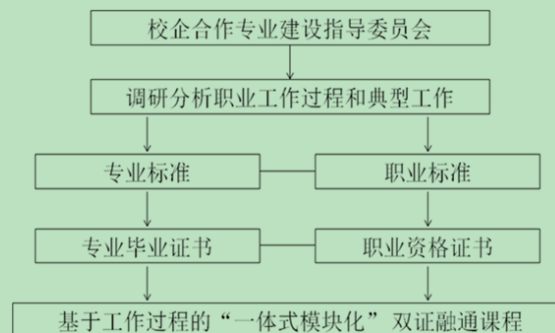 校企合作专业建设指导委员会
调研分析职业工作过程和典型工作
专业标准
职业标准
专业毕业证书
职业资格证书
基于工作过程的“一体式模块化” 双证融通课程